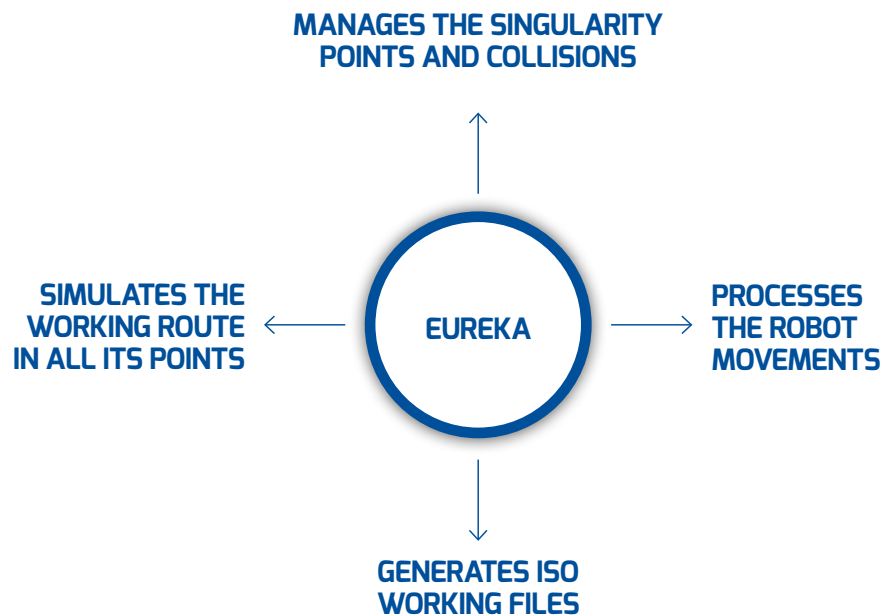 MANAGES THE SINGULARITY
POINTS AND COLLISIONS
SIMULATES THE
WORKING ROUTE
IN ALL ITS POINTS
EUREKA
PROCESSES
THE ROBOT
MOVEMENTS
GENERATES ISO
WORKING FILES